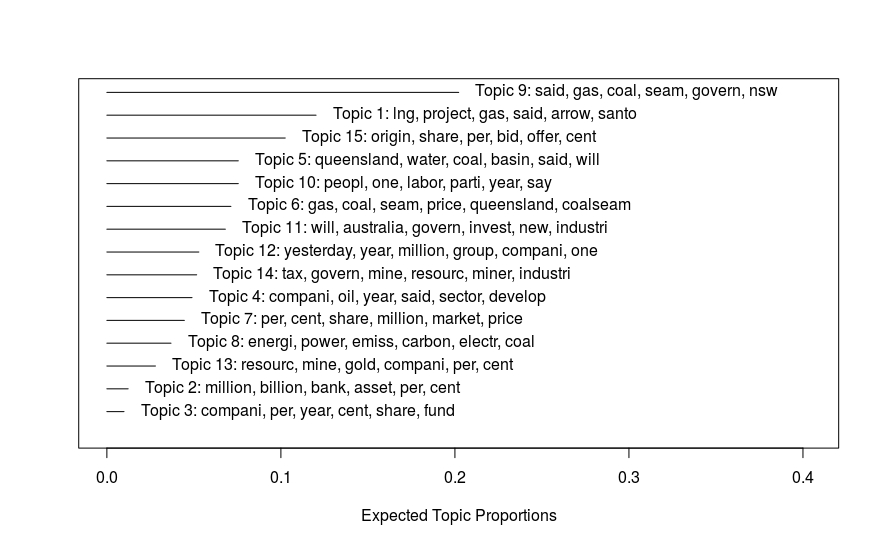 Topic 9: said, gas, coal, seam, govern, nsw
Topic 1: lng, project, gas, said, arrow, santo
Topic 15: origin, share, per, bid, offer, cent
Topic 5: queensland, water, coal, basin, said, will
Topic 10: peopl, one, labor, parti, year, say
Topic 6: gas, coal, seam, price, queensland, coalseam
Topic 11: will, australia, govern, invest, new, industri
Topic 12: yesterday, year, million, group, compani, one
Topic 14: tax, govern, mine, resourc, miner, industri
Topic 4: compani, oil, year, said, sector, develop
Topic 7: per, cent, share, million, market, price
Topic 8: energi, power, emiss, carbon, electr, coal
Topic 13: resourc, mine, gold, compani, per, cent
Topic 2: million, billion, bank, asset, per, cent
Topic 3: compani, per, year, cent, share, fund
0.0 0.1 0.2 0.3 0.4
Expected Topic Proportions